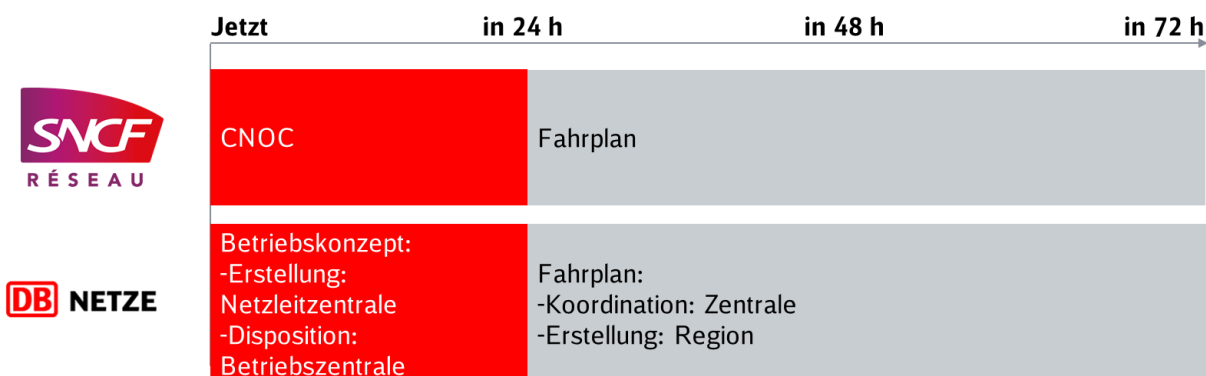 Jetzt in 24 h in 48 h in 72 h
SNCF
RÉSEAU
CNOC
Fahrplan
DB NETZE
Betriebskonzept:
-Erstellung:
Netzleitzentrale
-Disposition:
Betriebszentrale
Fahrplan:
-Koordination: Zentrale
-Erstellung: Region